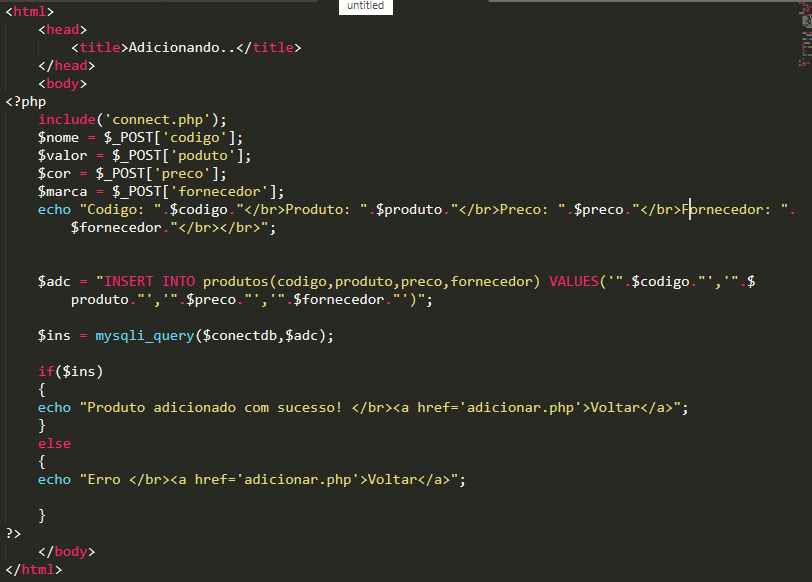 untitled
<html>
<head>
<title>Adicionando..</title>
</head>
<body>
<?php
include('connect.php');
$nome = $_POST['codigo'];
$valor = $_POST['poduto'];
$cor = $_POST['preco'];
$marca = $_POST['fornecedor'];
echo "Codigo: ".$codigo."</br>Produto: ".$produto."</br>Preco: ".$preco."</br>Fornecedor: ".
$fornecedor."</br></br>";
$adc = "INSERT INTO produtos(codigo,produto,preco,fornecedor) VALUES('".$codigo."','".$
produto."','".$preco."','".$fornecedor."')";
$ins = mysqli_query($conectdb,$adc);
if($ins)
{
echo "Produto adicionado com sucesso! </br><a href='adicionar.php'>Voltar</a>";
}
else
{
echo "Erro </br><a href='adicionar.php'>Voltar</a>";
}
?>
</body>
</html>